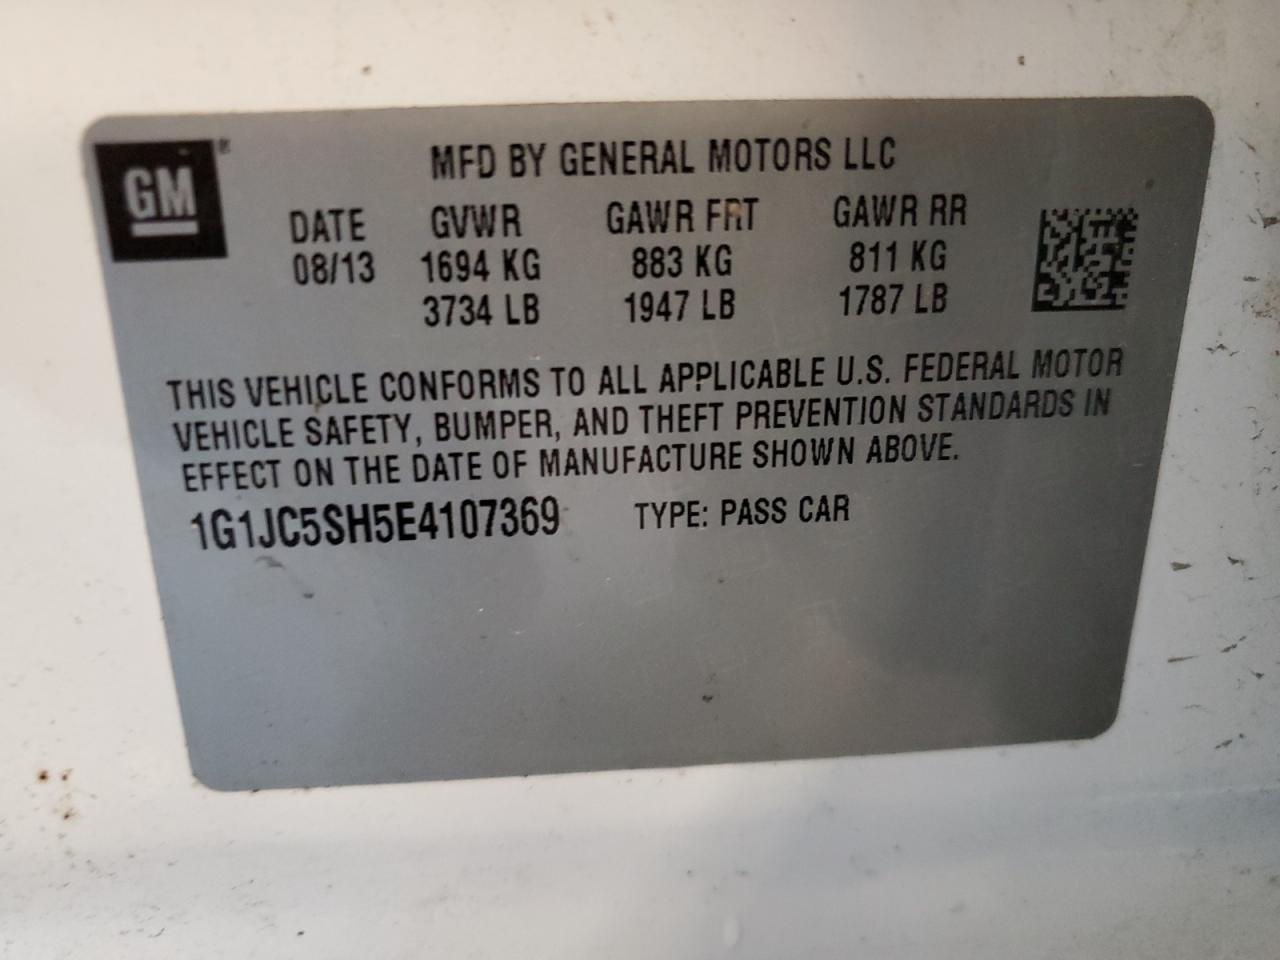 GM®
MFD BY GENERAL MOTORS LLC
DATE GVWR GAWR FRT GAWR RR
08/13 1694 KG 883 KG 811 KG
3734 LB 1947 LB 1787 LB
THIS VEHICLE CONFORMS TO ALL APPLICABLE U.S. FEDERAL MOTOR
VEHICLE SAFETY, BUMPER, AND THEFT PREVENTION STANDARDS IN
EFFECT ON THE DATE OF MANUFACTURE SHOWN ABOVE.
1G1JC5SH5E4107369 TYPE: PASS CAR